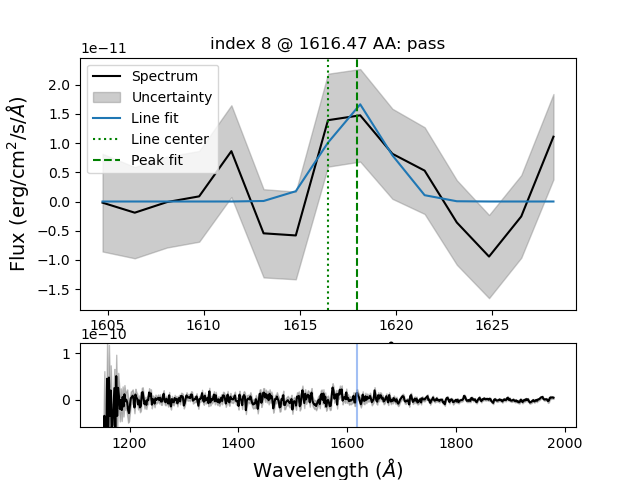 index 8 @ 1616.47 AA: pass
1e−11
Spectrum
Uncertainty
Line fit
Line center
Peak fit
2.0
1.5
1.0
0.5
0.0
−0.5
−1.0
−1.5
Flux (erg/cm²/s/Å)
1605 1610 1615 1620 1625
1e−10
1
0
1200 1400 1600 1800 2000
Wavelength (Å)